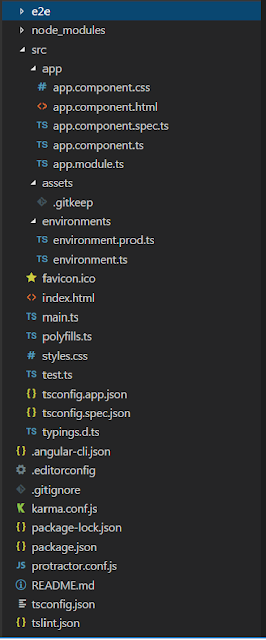 e2e
node_modules
src
app
app.component.css
app.component.html
app.component.spec.ts
app.component.ts
app.module.ts
assets
.gitkeep
environments
environment.prod.ts
environment.ts
favicon.ico
index.html
main.ts
polyfills.ts
styles.css
test.ts
tsconfig.app.json
tsconfig.spec.json
typings.d.ts
.angular-cli.json
.editorconfig
.gitignore
karma.conf.js
package-lock.json
package.json
protractor.conf.js
README.md
tsconfig.json
tslint.json